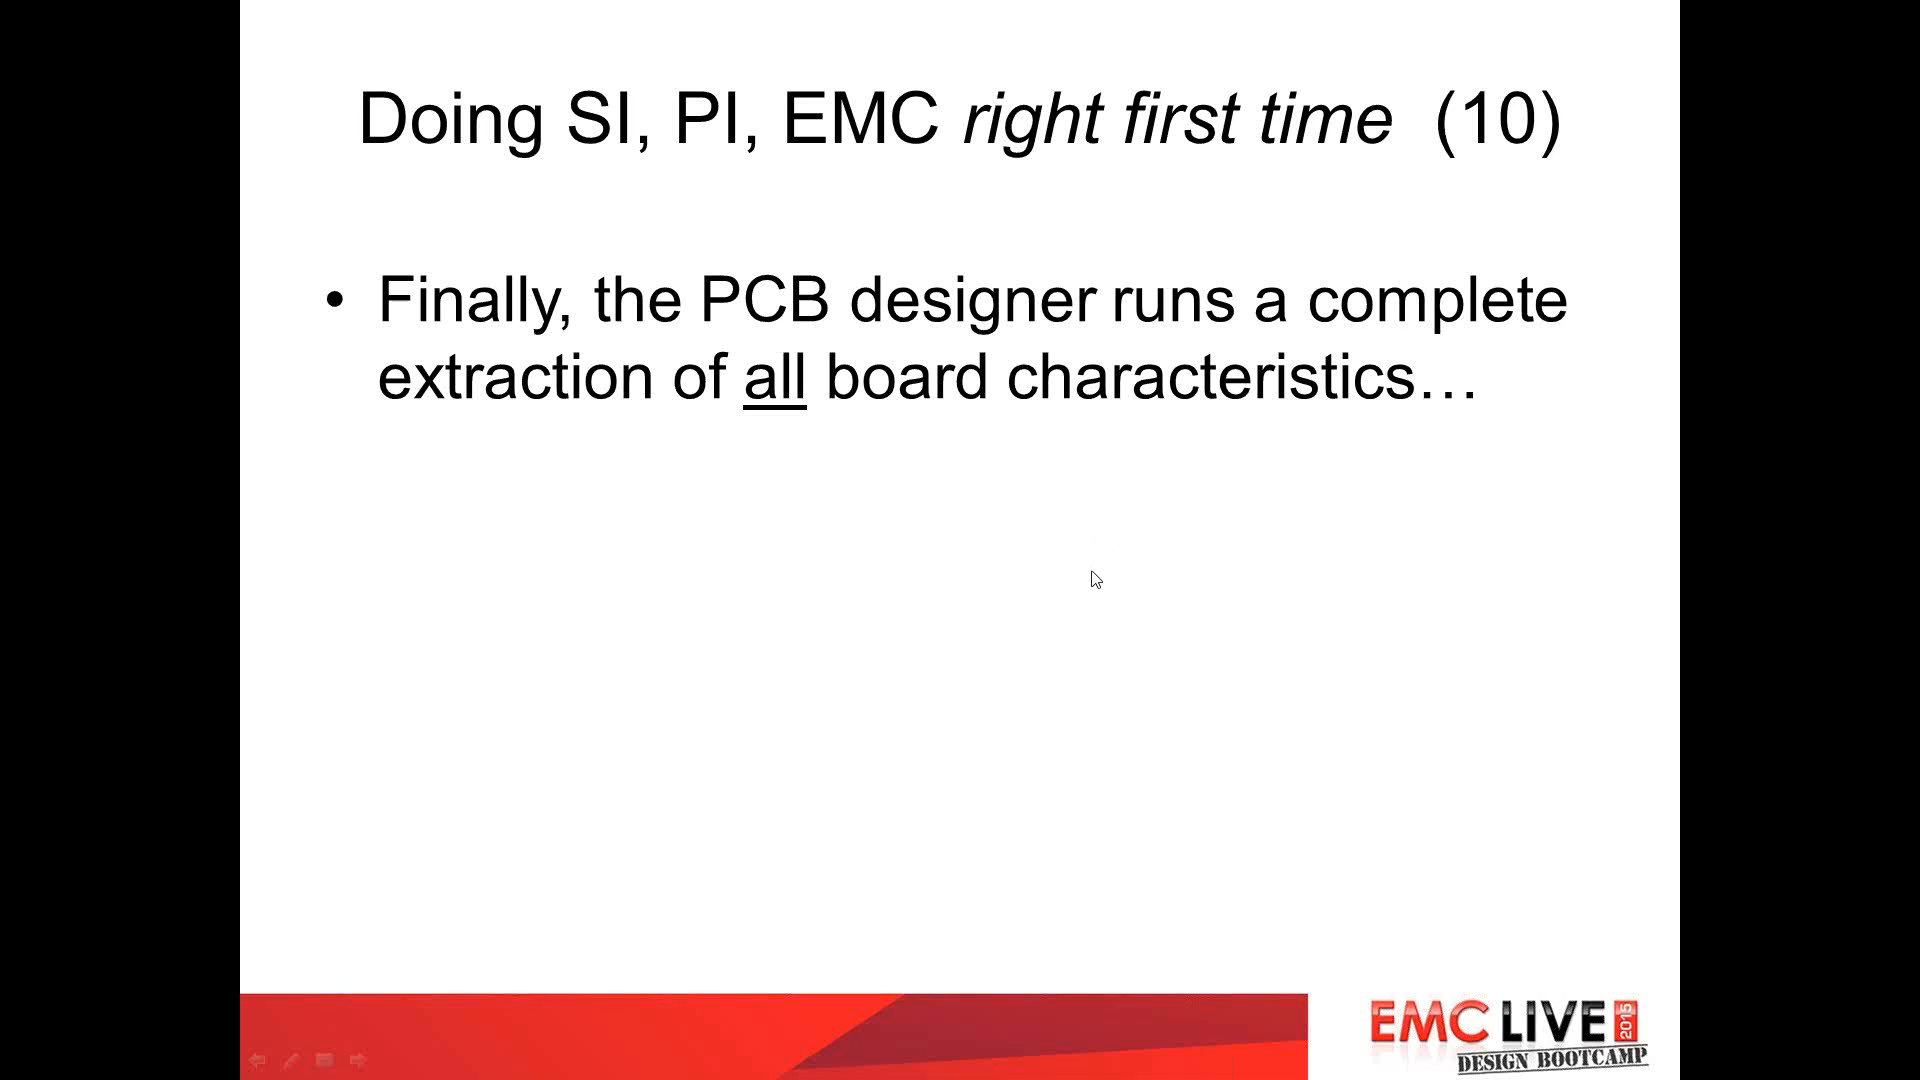 Doing SI, PI, EMC right first time (10)
• Finally, the PCB designer runs a complete
extraction of all board characteristics…
EMC LIVE 2015
DESIGN BOOTCAMP